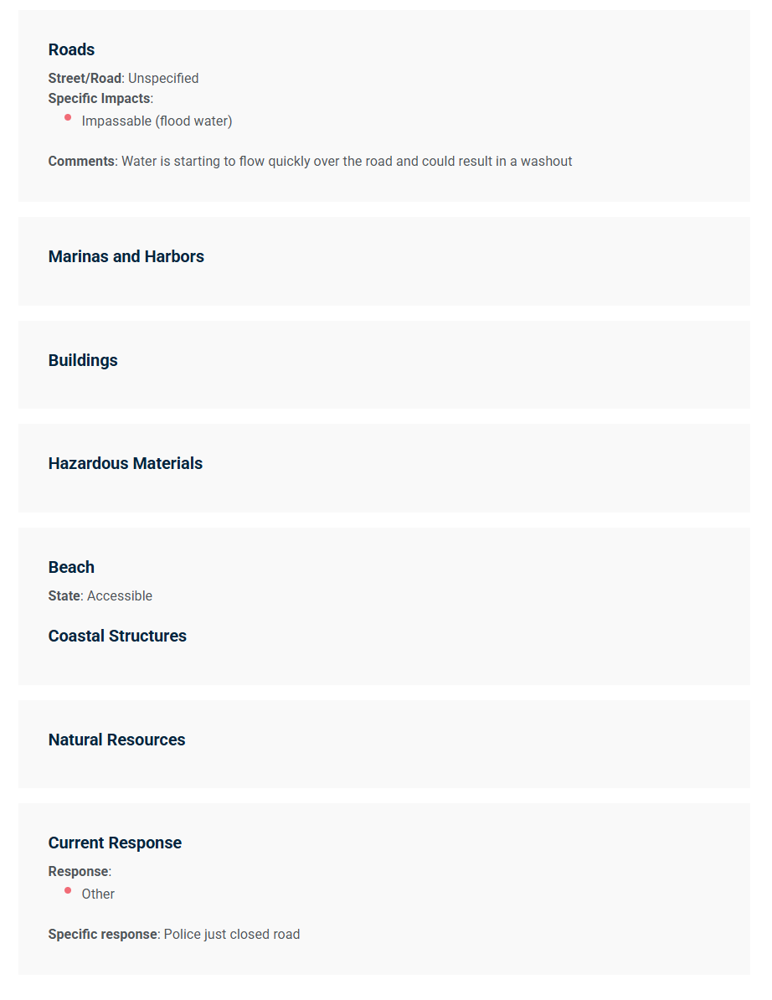 Roads
Street/Road: Unspecified
Specific Impacts:
Impassable (flood water)
Comments: Water is starting to flow quickly over the road and could result in a washout
Marinas and Harbors
Buildings
Hazardous Materials
Beach
State: Accessible
Coastal Structures
Natural Resources
Current Response
Response:
Other
Specific response: Police just closed road